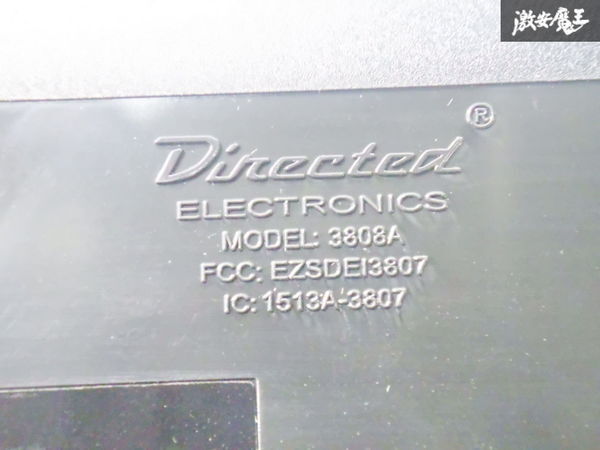 激安魔王
Directed®
ELECTRONICS
MODEL: 3808A
FCC: EZSDEI3807
IC: 1513A-3807